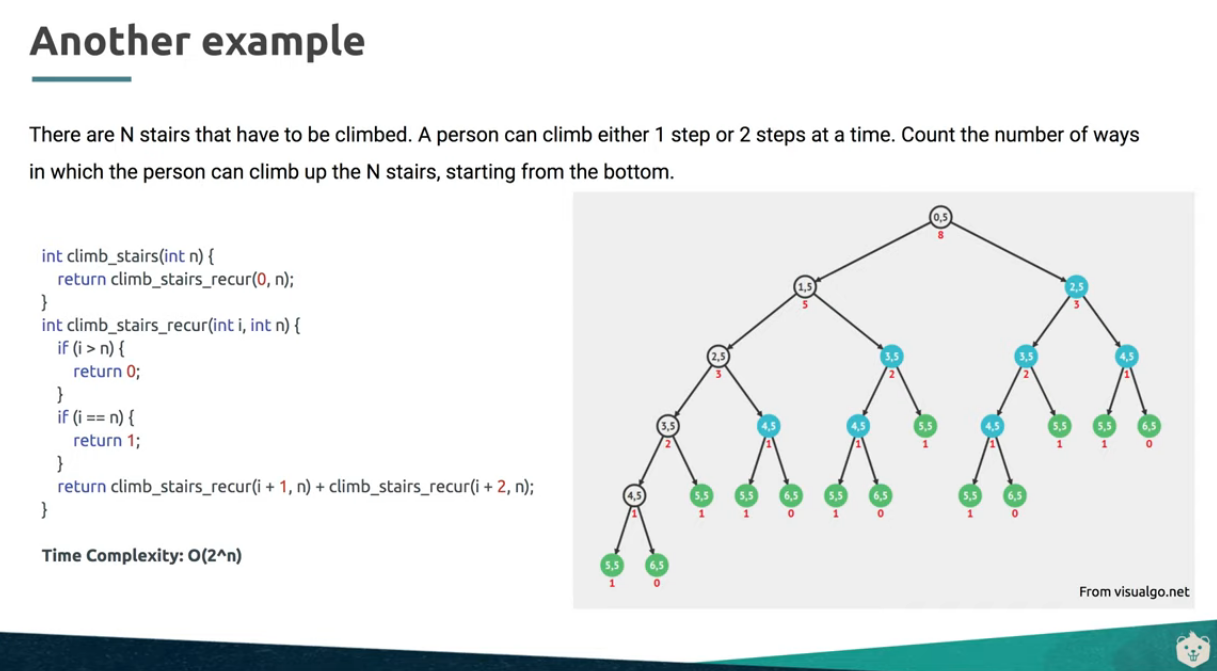 Another example
There are N stairs that have to be climbed. A person can climb either 1 step or 2 steps at a time. Count the number of ways
in which the person can climb up the N stairs, starting from the bottom.
int climb_stairs(int n) {
return climb_stairs_recur(0, n);
}
int climb_stairs_recur(int i, int n) {
if (i > n) {
return 0;
}
if (i == n) {
return 1;
}
return climb_stairs_recur(i + 1, n) + climb_stairs_recur(i + 2, n);
}
Time Complexity: O(2^n)
0,5
8
1,5 2,5
5 3
2,5 3,5 3,5 4,5
3 2 2 1
3,5 4,5 4,5 5,5 4,5 5,5 5,5 6,5
2 1 1 1 1 1 1 0
4,5 5,5 5,5 6,5 5,5 6,5 5,5 6,5
1 1 1 0 1 0 1 0
5,5 6,5
1 0
From visualgo.net